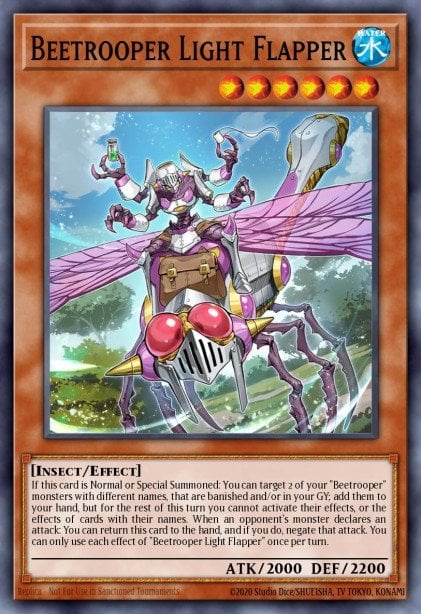 BEETROOPER LIGHT FLAPPER
WATER
水
[INSECT/EFFECT]
If this card is Normal or Special Summoned: You can target 2 of your "Beetrooper"
monsters with different names, that are banished and/or in your GY; add them to
your hand, but for the rest of this turn you cannot activate their effects, or the
effects of cards with their names. When an opponent's monster declares an
attack: You can return this card to the hand, and if you do, negate that attack. You
can only use each effect of "Beetrooper Light Flapper" once per turn.
ATK/2000 DEF/2200
Replica - Not For Use in Sanctioned Tournaments
©2020 Studio Dice/SHUEISHA, TV TOKYO, KONAMI